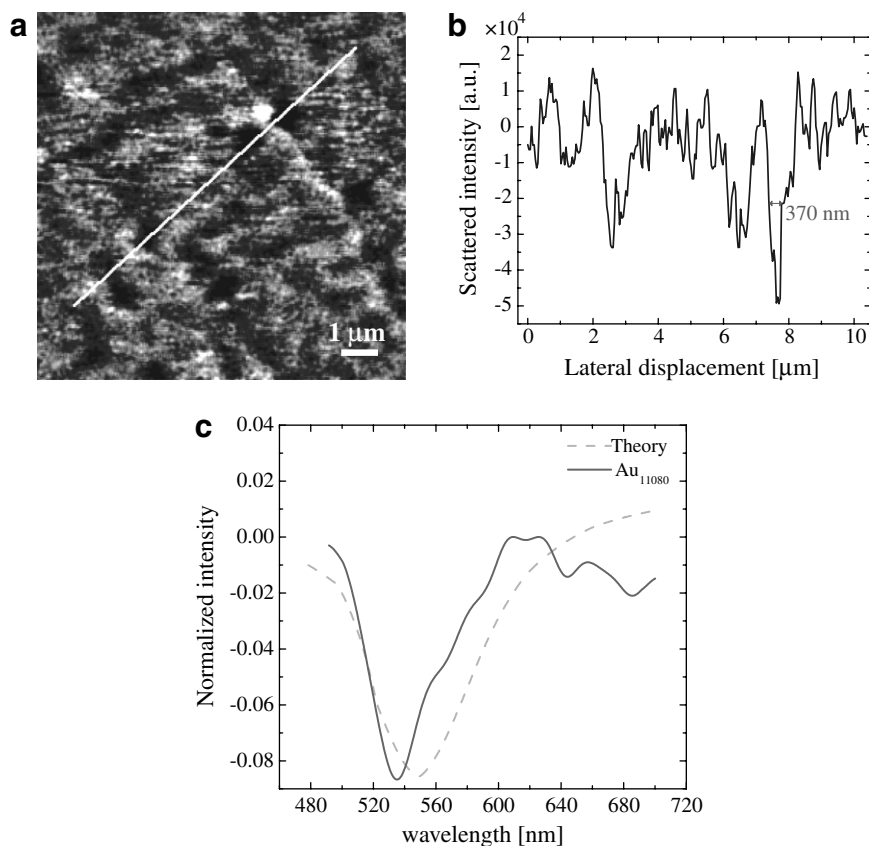 a
1 μm
b
×10⁴
Scattered intensity [a.u.]
2
1
0
-1
-2
-3
-4
-5
370 nm
0 2 4 6 8 10
Lateral displacement [μm]
c
Normalized intensity
0.04
0.02
0.00
-0.02
-0.04
-0.06
-0.08
Theory
Au₁₁₀₈₀
480 520 560 600 640 680 720
wavelength [nm]